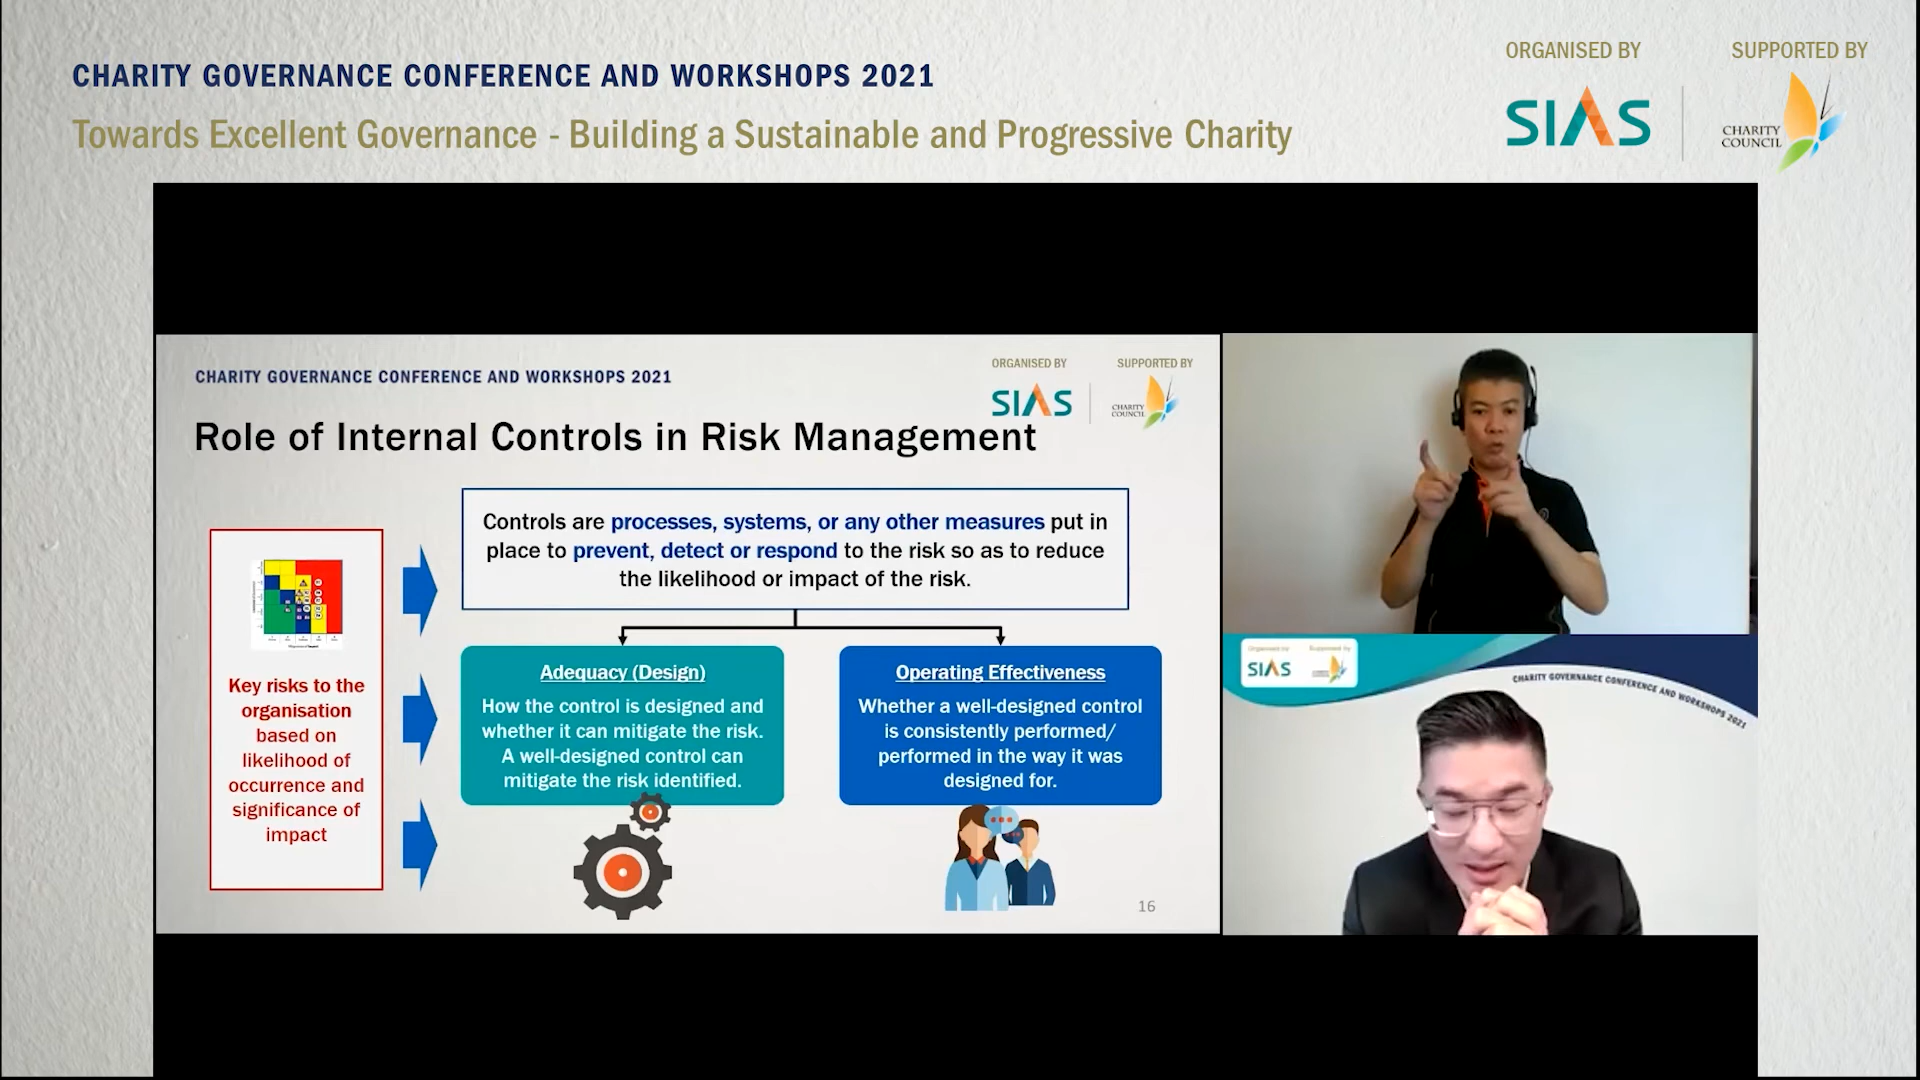 CHARITY GOVERNANCE CONFERENCE AND WORKSHOPS 2021
Towards Excellent Governance - Building a Sustainable and Progressive Charity
ORGANISED BY
SUPPORTED BY
SIAS
CHARITY
COUNCIL
CHARITY GOVERNANCE CONFERENCE AND WORKSHOPS 2021
ORGANISED BY
SUPPORTED BY
SIAS
CHARITY
COUNCIL
Role of Internal Controls in Risk Management
Key risks to the
organisation
based on
likelihood of
occurrence and
significance of
impact
Controls are processes, systems, or any other measures put in
place to prevent, detect or respond to the risk so as to reduce
the likelihood or impact of the risk.
Adequacy (Design)
How the control is designed and
whether it can mitigate the risk.
A well-designed control can
mitigate the risk identified.
Operating Effectiveness
Whether a well-designed control
is consistently performed/
performed in the way it was
designed for.
16
Organised by
Supported by
SIAS
CHARITY GOVERNANCE CONFERENCE AND WORKSHOPS 2021